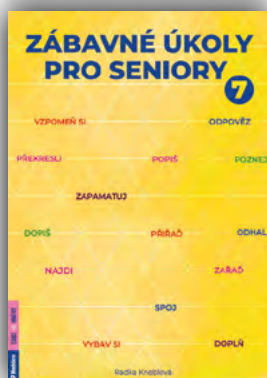 ZÁBAVNÉ ÚKOLY
PRO SENIORY
7
VZPOMEŇ SI
ODPOVĚZ
PŘEKRESLI
POPIŠ
POZNEJ
ZAPAMATUJ
DOPIŠ
PŘIŘAĎ
ODHAL
NAJDI
ZAŘAĎ
SPOJ
VYBAV SI
DOPLŇ
Radka Kneblová